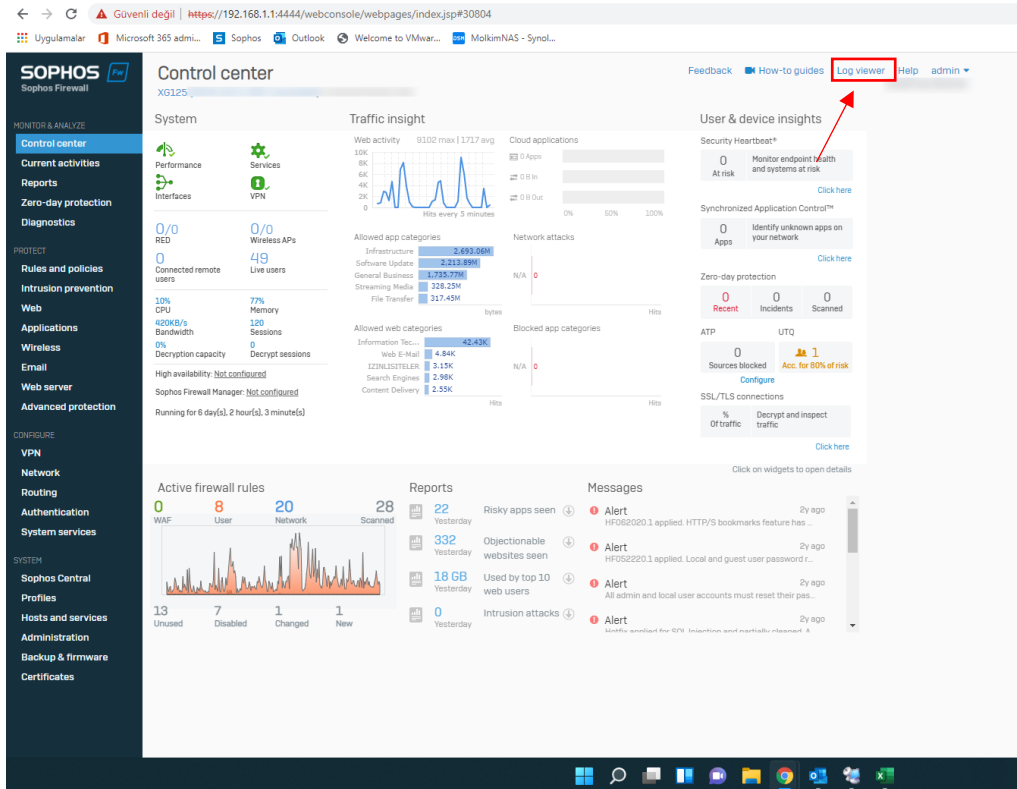 Güvenli değil | https://192.168.1.1:4444/webconsole/webpages/index.jsp#30804
Uygulamalar Microsoft 365 admi... Sophos Outlook Welcome to VMwar... MolkimNAS - Synol...
SOPHOS Fw
Sophos Firewall
Control center
XG125
Feedback How-to guides Log viewer Help admin
MONITOR & ANALYZE
Control center
Current activities
Reports
Zero-day protection
Diagnostics
PROTECT
Rules and policies
Intrusion prevention
Web
Applications
Wireless
Email
Web server
Advanced protection
CONFIGURE
VPN
Network
Routing
Authentication
System services
SYSTEM
Sophos Central
Profiles
Hosts and services
Administration
Backup & firmware
Certificates
System
Performance Services
Interfaces VPN
0/0 0/0
RED Wireless APs
0 49
Connected remote users Live users
10% 77%
CPU Memory
420KB/s 120
Bandwidth Sessions
0% 0
Decryption capacity Decrypt sessions
High availability: Not configured
Sophos Firewall Manager: Not configured
Running for 6 day(s), 2 hour(s), 3 minute(s)
Traffic insight
Web activity 9102 max | 1717 avg
10K
8K
6K
4K
2K
0
Hits every 5 minutes
Cloud applications
0 Apps
0 B In
0 B Out
0% 50% 100%
Allowed app categories
Infrastructure 2,693.06M
Software Update 2,213.89M
General Business 1,735.77M
Streaming Media 328.25M
File Transfer 317.45M
bytes
Network attacks
N/A 0
Hits
Allowed web categories
Information Tec... 42.43K
Web E-Mail 4.84K
IZINLISITELER 3.15K
Search Engines 2.98K
Content Delivery 2.55K
Hits
Blocked app categories
N/A 0
Hits
User & device insights
Security Heartbeat®
0 Monitor endpoint health
At risk and systems at risk
Click here
Synchronized Application Control™
0 Identify unknown apps on
Apps your network
Click here
Zero-day protection
0 0 0
Recent Incidents Scanned
ATP UTQ
0 1
Sources blocked Acc. for 80% of risk
Configure
SSL/TLS connections
% Decrypt and inspect
Of traffic traffic
Click here
Click on widgets to open details
Active firewall rules
0 8 20 28
WAF User Network Scanned
13 7 1 1
Unused Disabled Changed New
Reports
22 Risky apps seen
Yesterday
332 Objectionable
Yesterday websites seen
18 GB Used by top 10
Yesterday web users
0 Intrusion attacks
Yesterday
Messages
Alert 2y ago
HF062020.1 applied. HTTP/S bookmarks feature has ...
Alert 2y ago
HF052220.1 applied. Local and guest user password r...
Alert 2y ago
All admin and local user accounts must reset their pas...
Alert 2y ago
Hotfix applied for SQL Injection and partially cleaned. A